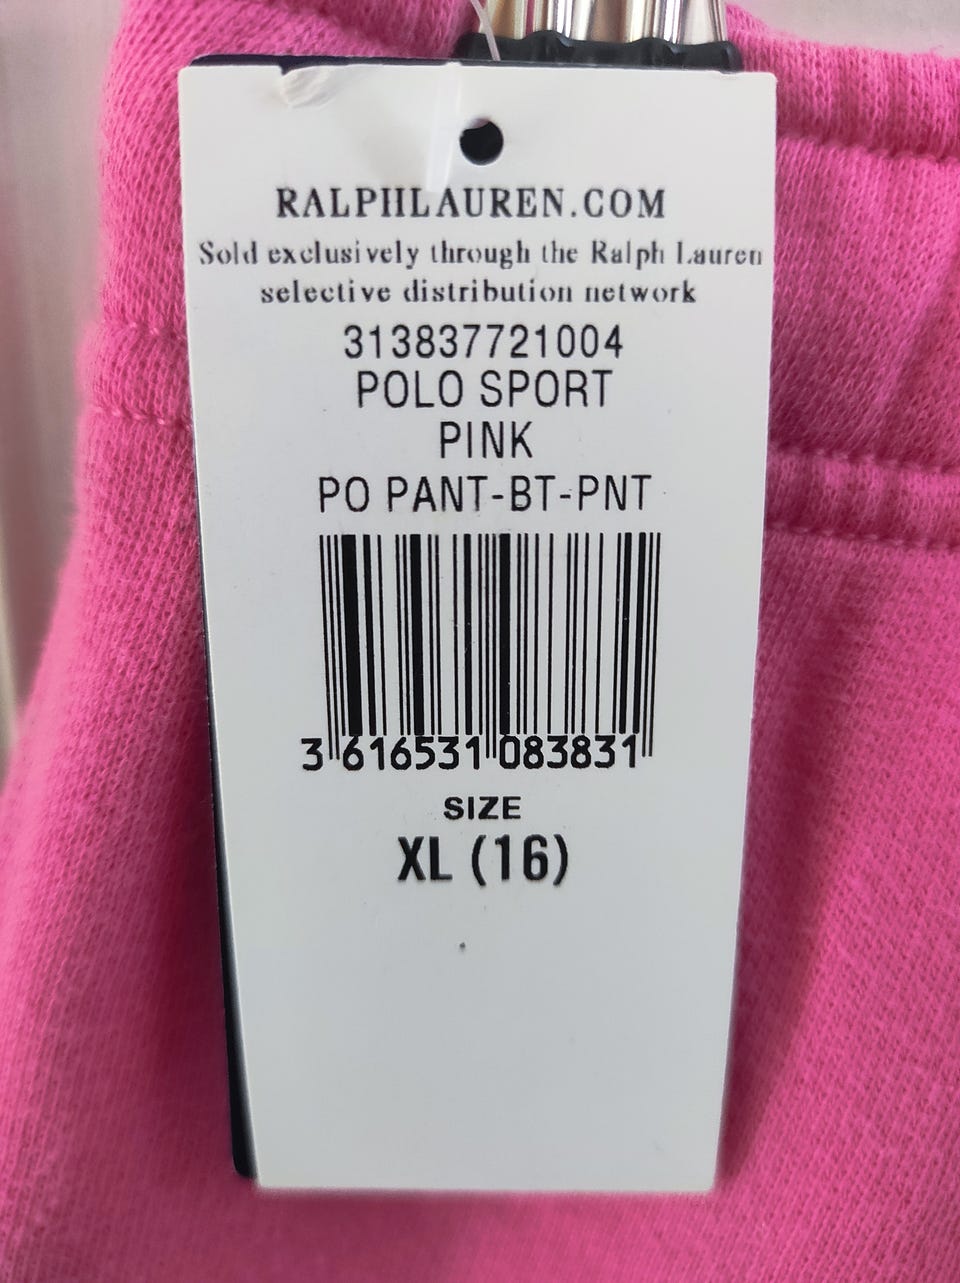 RALPHLAUREN.COM
Sold exclusively through the Ralph Lauren
selective distribution network
313837721004
POLO SPORT
PINK
PO PANT-BT-PNT
3 616531 083831
SIZE
XL (16)